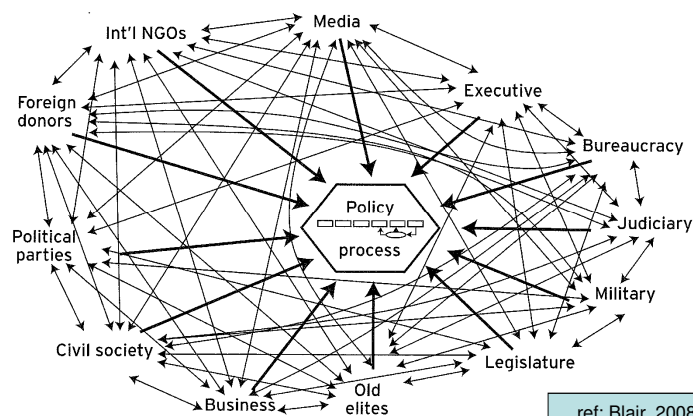 Media
Int'l NGOs
Executive
Foreign
donors
Bureaucracy
Policy
process
Judiciary
Political
parties
Military
Civil society
Legislature
Old
elites
Business
ref: Blair, 2008